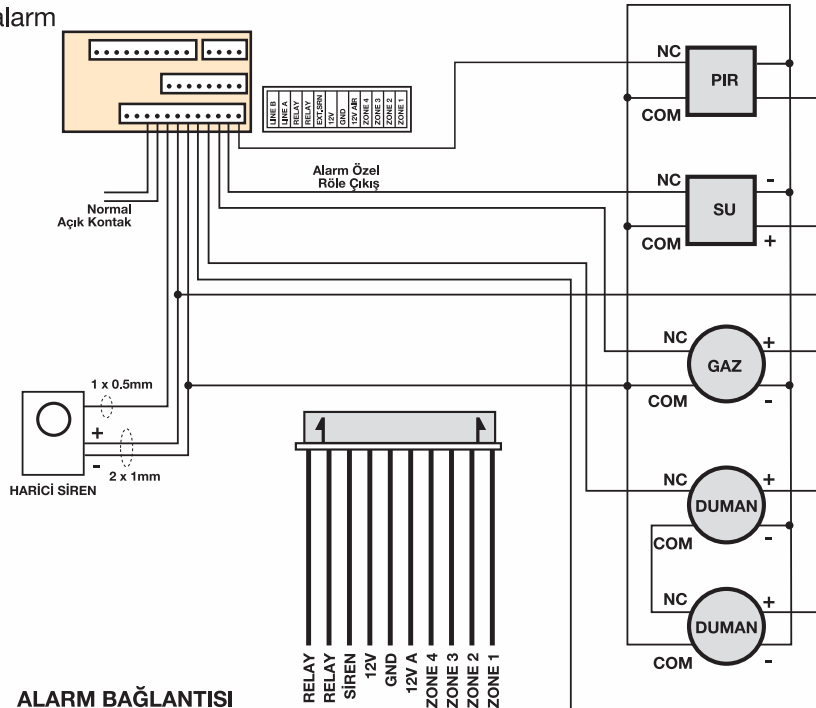 alarm
LINE B
LINE A
RELAY
RELAY
EXT.SRN
12V
GND
12V AIR
ZONE 4
ZONE 3
ZONE 2
ZONE 1
Alarm Özel
Röle Çıkış
Normal
Açık Kontak
NC
PIR
COM
NC
-
SU
COM
+
NC
+
GAZ
COM
-
1 x 0.5mm
+
-
2 x 1mm
HARİCİ SİREN
NC
+
DUMAN
COM
-
NC
+
DUMAN
COM
-
RELAY
RELAY
SİREN
12V
GND
12V A
ZONE 4
ZONE 3
ZONE 2
ZONE 1
ALARM BAĞLANTISI